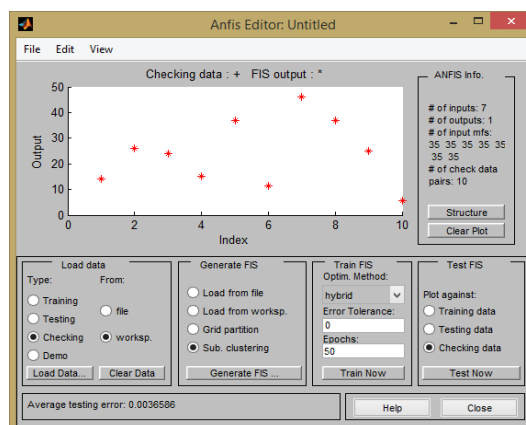 Anfis Editor: Untitled
File Edit View
Checking data : + FIS output : *
50
40
30
20
10
0
Output
0 2 4 6 8 10
Index
ANFIS Info.
# of inputs: 7
# of outputs: 1
# of input mfs:
35 35 35 35 35
35 35
# of check data
pairs: 10
Structure
Clear Plot
Load data
Type: From:
Training
Testing
Checking
Demo
file
worksp.
Load Data... Clear Data
Generate FIS
Load from file
Load from worksp.
Grid partition
Sub. clustering
Generate FIS ...
Train FIS
Optim. Method:
hybrid
Error Tolerance:
0
Epochs:
50
Train Now
Test FIS
Plot against:
Training data
Testing data
Checking data
Test Now
Average testing error: 0.0036586
Help Close